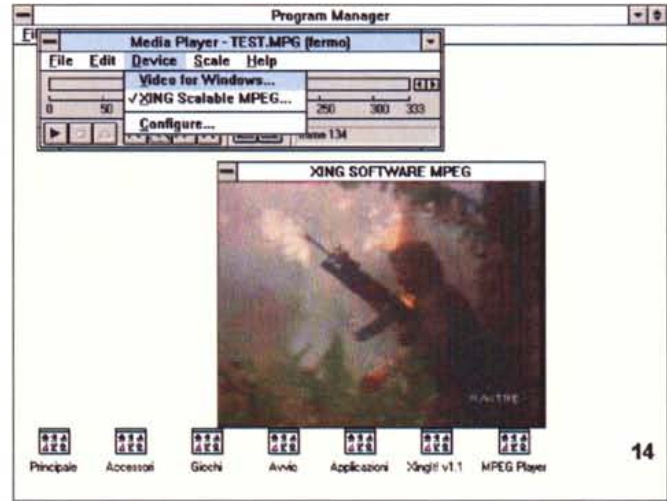 Program Manager
Media Player - TEST.MPG (fermo)
File Edit Device Scale Help
Video for Windows...
✓XING Scalable MPEG...
Configure...
0 50 250 300 333
frame 134
XING SOFTWARE MPEG
RAITRE
Principale Accessori Giochi Avvio Applicazioni XingIt! v1.1 MPEG Player
14